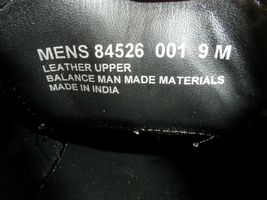 MENS 84526 001 9 M
LEATHER UPPER
BALANCE MAN MADE MATERIALS
MADE IN INDIA